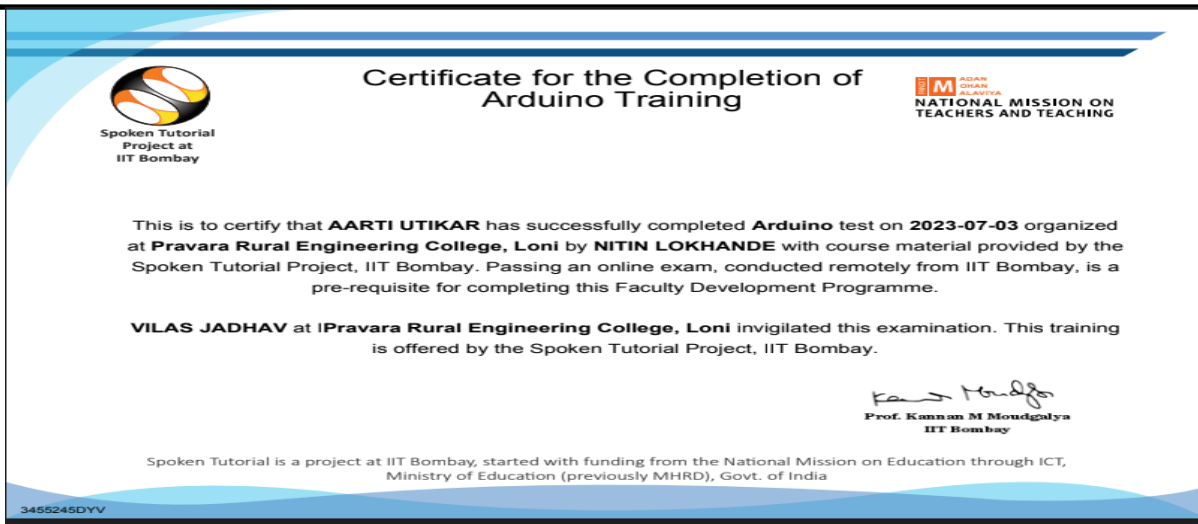 Certificate for the Completion of
Arduino Training
Spoken Tutorial
Project at
IIT Bombay
M ADAN
OHAN
ALAVIYA
NATIONAL MISSION ON
TEACHERS AND TEACHING
This is to certify that AARTI UTIKAR has successfully completed Arduino test on 2023-07-03 organized
at Pravara Rural Engineering College, Loni by NITIN LOKHANDE with course material provided by the
Spoken Tutorial Project, IIT Bombay. Passing an online exam, conducted remotely from IIT Bombay, is a
pre-requisite for completing this Faculty Development Programme.
VILAS JADHAV at IPravara Rural Engineering College, Loni invigilated this examination. This training
is offered by the Spoken Tutorial Project, IIT Bombay.
Prof. Kannan M Moudgalya
IIT Bombay
Spoken Tutorial is a project at IIT Bombay, started with funding from the National Mission on Education through ICT,
Ministry of Education (previously MHRD), Govt. of India
3455245DYV